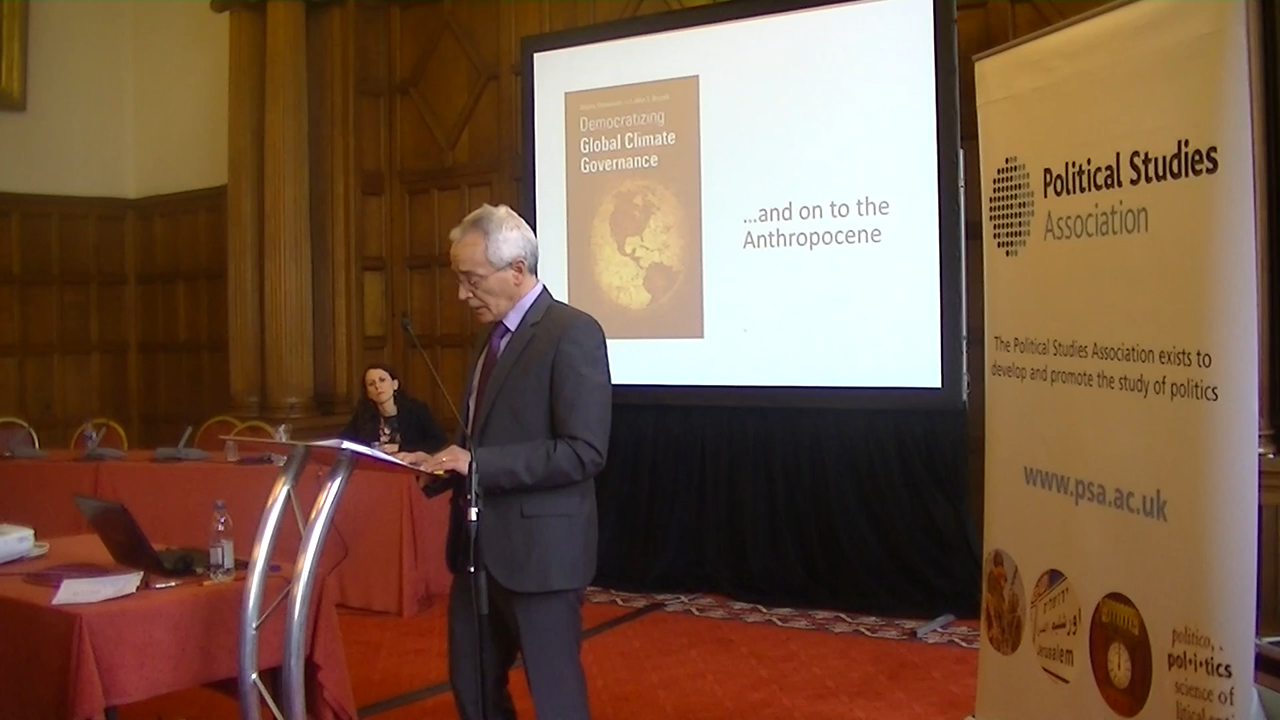 Democratizing
Global Climate
Governance
...and on to the
Anthropocene
Political Studies
Association
The Political Studies Association exists to
develop and promote the study of politics
www.psa.ac.uk
اورشليم
Jerusalem
politico,
pol•i•tics
science of